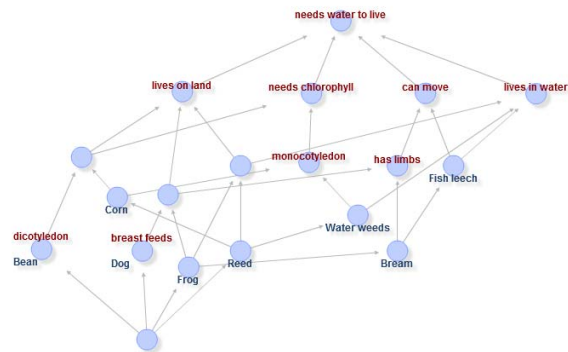 needs water to live
lives on land
needs chlorophyll
can move
lives in water
monocotyledon
has limbs
Fish leech
Corn
Water weeds
dicotyledon
breast feeds
Bean
Dog
Frog
Reed
Bream